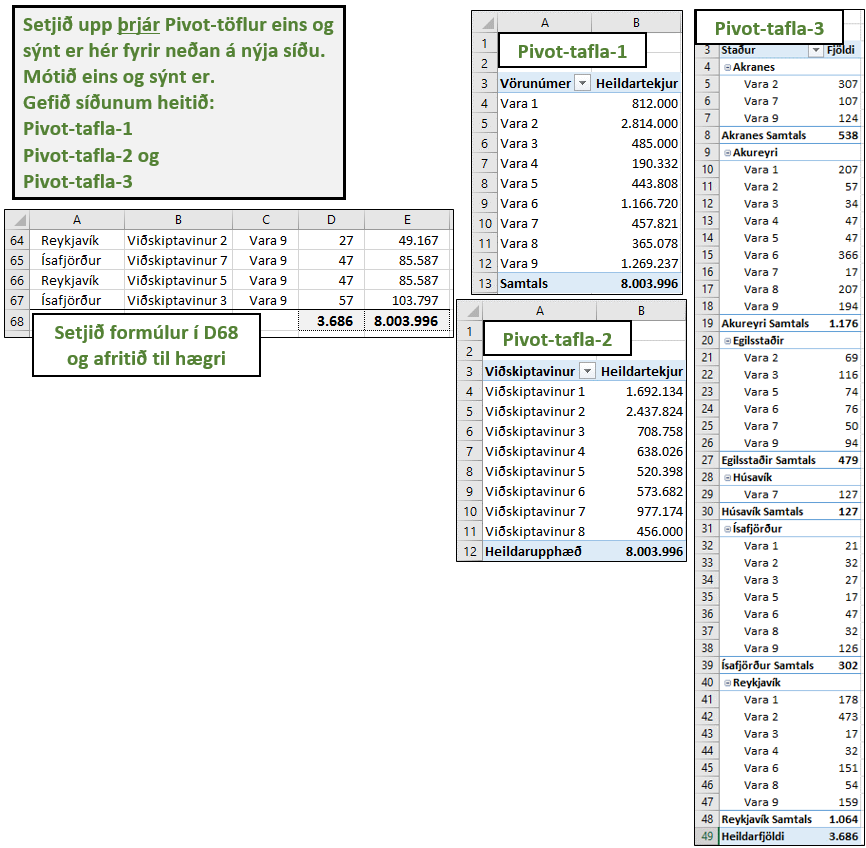 Setjið upp þrjár Pivot-töflur eins og
sýnt er hér fyrir neðan á nýja síðu.
Mótið eins og sýnt er.
Gefið síðunum heitið:
Pivot-tafla-1
Pivot-tafla-2 og
Pivot-tafla-3
A B C D E
64 Reykjavík Viðskiptavinur 2 Vara 9 27 49.167
65 Ísafjörður Viðskiptavinur 7 Vara 9 47 85.587
66 Reykjavík Viðskiptavinur 5 Vara 9 47 85.587
67 Ísafjörður Viðskiptavinur 3 Vara 9 57 103.797
68 3.686 8.003.996
Setjið formúlur í D68
og afritið til hægri
A B
1
Pivot-tafla-1
2
3 Vörunúmer Heildartekjur
4 Vara 1 812.000
5 Vara 2 2.814.000
6 Vara 3 485.000
7 Vara 4 190.332
8 Vara 5 443.808
9 Vara 6 1.166.720
10 Vara 7 457.821
11 Vara 8 365.078
12 Vara 9 1.269.237
13 Samtals 8.003.996
A B
1
Pivot-tafla-2
2
3 Viðskiptavinur Heildartekjur
4 Viðskiptavinur 1 1.692.134
5 Viðskiptavinur 2 2.437.824
6 Viðskiptavinur 3 708.758
7 Viðskiptavinur 4 638.026
8 Viðskiptavinur 5 520.398
9 Viðskiptavinur 6 573.682
10 Viðskiptavinur 7 977.174
11 Viðskiptavinur 8 456.000
12 Heildarupphæð 8.003.996
Pivot-tafla-3
3 Staður Fjöldi
4 Akranes
5 Vara 2 307
6 Vara 7 107
7 Vara 9 124
8 Akranes Samtals 538
9 Akureyri
10 Vara 1 207
11 Vara 2 57
12 Vara 3 34
13 Vara 4 47
14 Vara 5 47
15 Vara 6 366
16 Vara 7 17
17 Vara 8 207
18 Vara 9 194
19 Akureyri Samtals 1.176
20 Egilsstaðir
21 Vara 2 69
22 Vara 3 116
23 Vara 5 74
24 Vara 6 76
25 Vara 7 50
26 Vara 9 94
27 Egilsstaðir Samtals 479
28 Húsavík
29 Vara 7 127
30 Húsavík Samtals 127
31 Ísafjörður
32 Vara 1 21
33 Vara 2 32
34 Vara 3 27
35 Vara 5 17
36 Vara 6 47
37 Vara 8 32
38 Vara 9 126
39 Ísafjörður Samtals 302
40 Reykjavík
41 Vara 1 178
42 Vara 2 473
43 Vara 3 17
44 Vara 4 32
45 Vara 6 151
46 Vara 8 54
47 Vara 9 159
48 Reykjavík Samtals 1.064
49 Heildarfjöldi 3.686